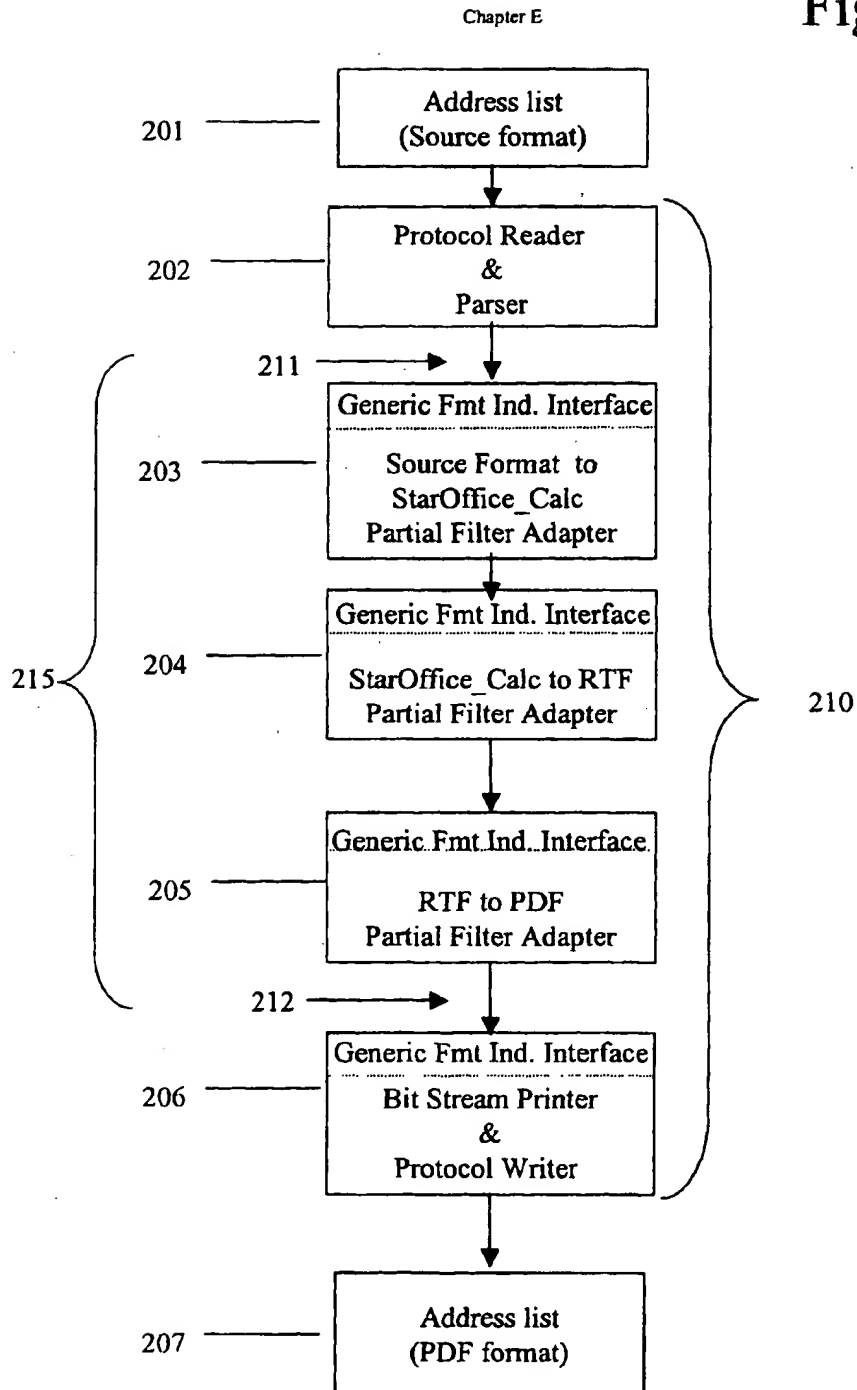 Chapter E
Fig
201
Address list
(Source format)
202
Protocol Reader
&
Parser
211
Generic Fmt Ind. Interface
203
Source Format to
StarOffice_Calc
Partial Filter Adapter
Generic Fmt Ind. Interface
204
StarOffice_Calc to RTF
Partial Filter Adapter
215
210
Generic Fmt Ind. Interface
205
RTF to PDF
Partial Filter Adapter
212
Generic Fmt Ind. Interface
206
Bit Stream Printer
&
Protocol Writer
207
Address list
(PDF format)